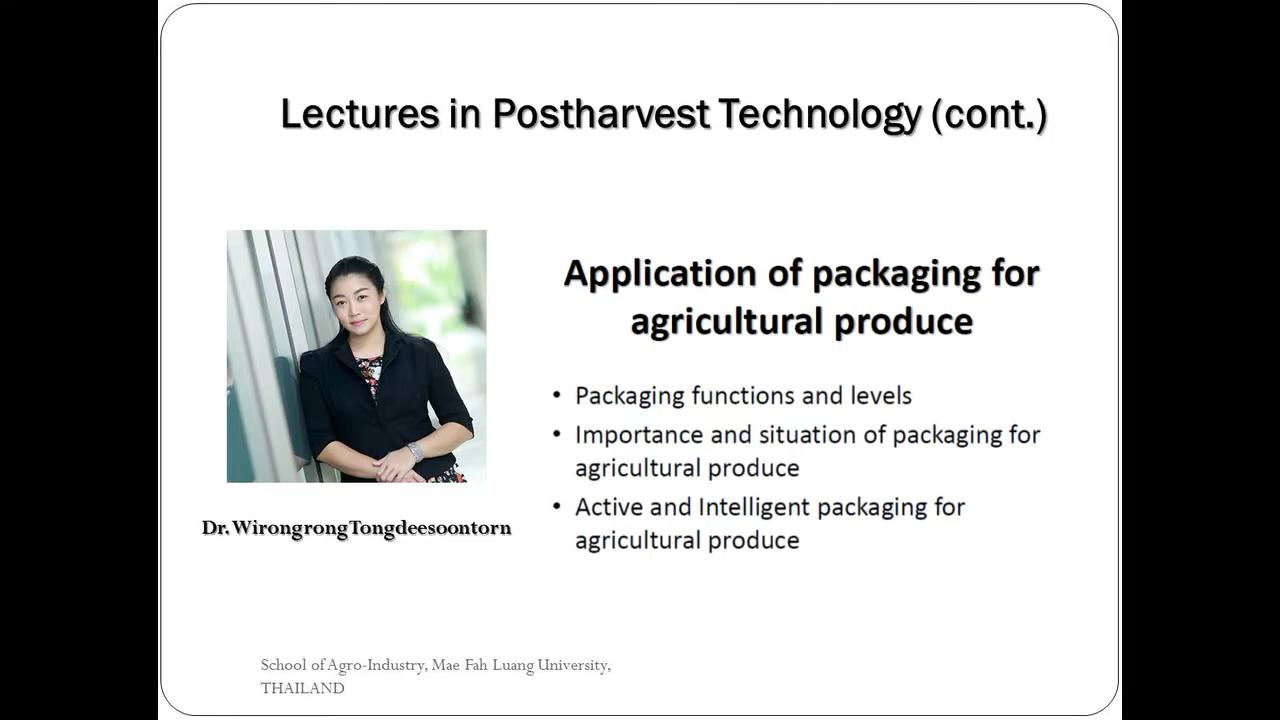 Lectures in Postharvest Technology (cont.)
Application of packaging for
agricultural produce
• Packaging functions and levels
• Importance and situation of packaging for
agricultural produce
• Active and Intelligent packaging for
agricultural produce
Dr. Wirongrong Tongdeesoontorn
School of Agro-Industry, Mae Fah Luang University,
THAILAND